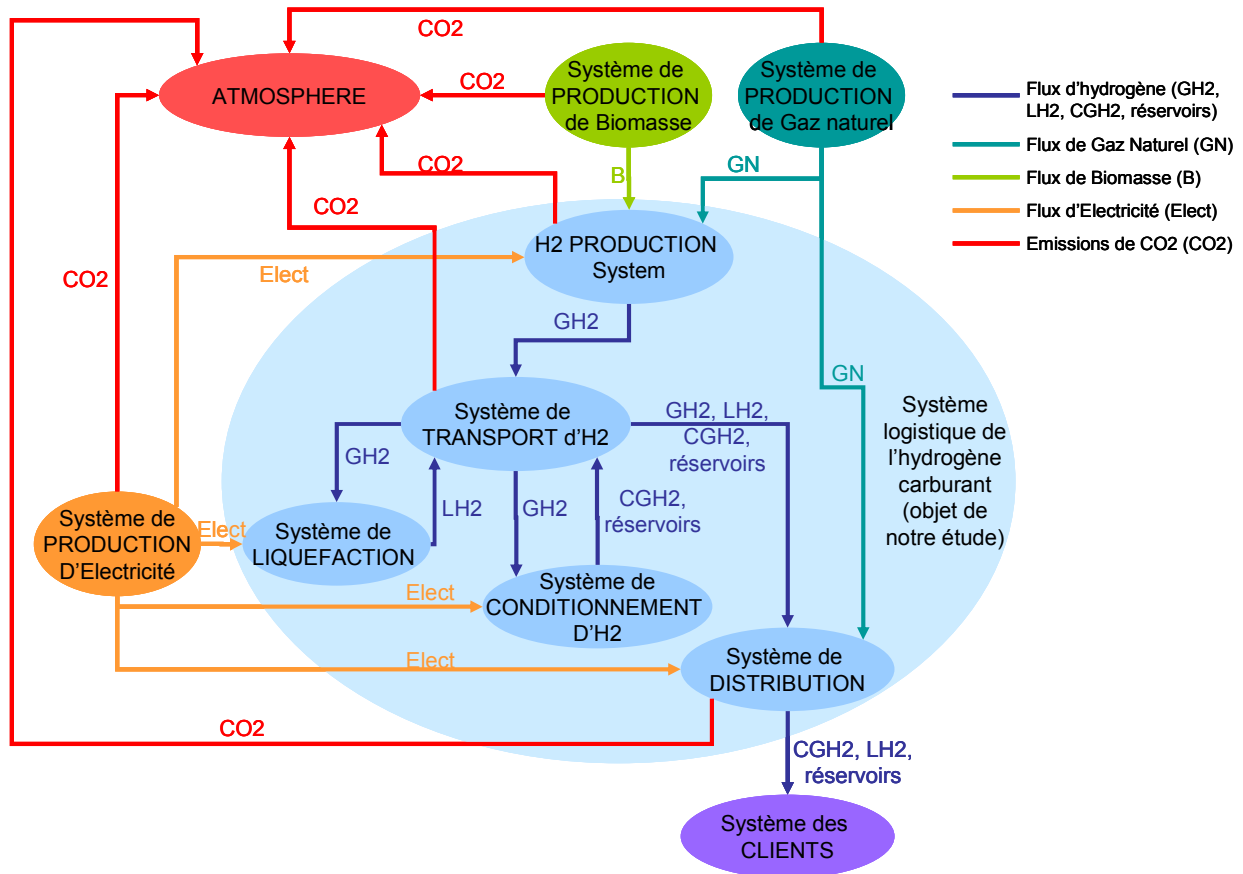 CO2
CO2
ATMOSPHERE
CO2
Système de
PRODUCTION
de Biomasse
Système de
PRODUCTION
de Gaz naturel
Flux d'hydrogène (GH2,
LH2, CGH2, réservoirs)
Flux de Gaz Naturel (GN)
Flux de Biomasse (B)
Flux d'Electricité (Elect)
Emissions de CO2 (CO2)
CO2
B
GN
CO2
H2 PRODUCTION
System
CO2
Elect
GH2
GN
Système de
TRANSPORT d'H2
GH2, LH2,
CGH2,
réservoirs
Système
logistique de
l'hydrogène
carburant
(objet de
notre étude)
GH2
LH2
GH2
CGH2,
réservoirs
Système de
PRODUCTION
D'Electricité
Elect
Système de
LIQUEFACTION
Elect
Système de
CONDITIONNEMENT
D'H2
Elect
Système de
DISTRIBUTION
CO2
CGH2, LH2,
réservoirs
Système des
CLIENTS